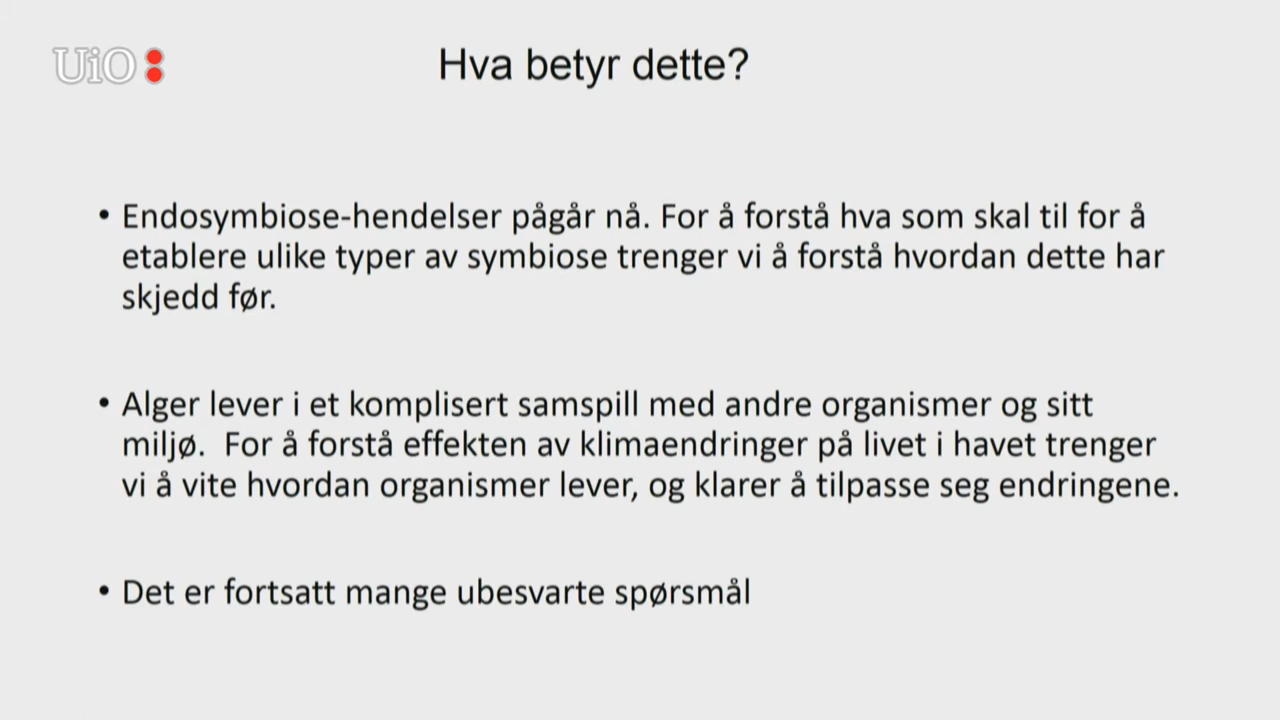 UiO
Hva betyr dette?
• Endosymbiose-hendelser pågår nå. For å forstå hva som skal til for å
etablere ulike typer av symbiose trenger vi å forstå hvordan dette har
skjedd før.
• Alger lever i et komplisert samspill med andre organismer og sitt
miljø.  For å forstå effekten av klimaendringer på livet i havet trenger
vi å vite hvordan organismer lever, og klarer å tilpasse seg endringene.
• Det er fortsatt mange ubesvarte spørsmål